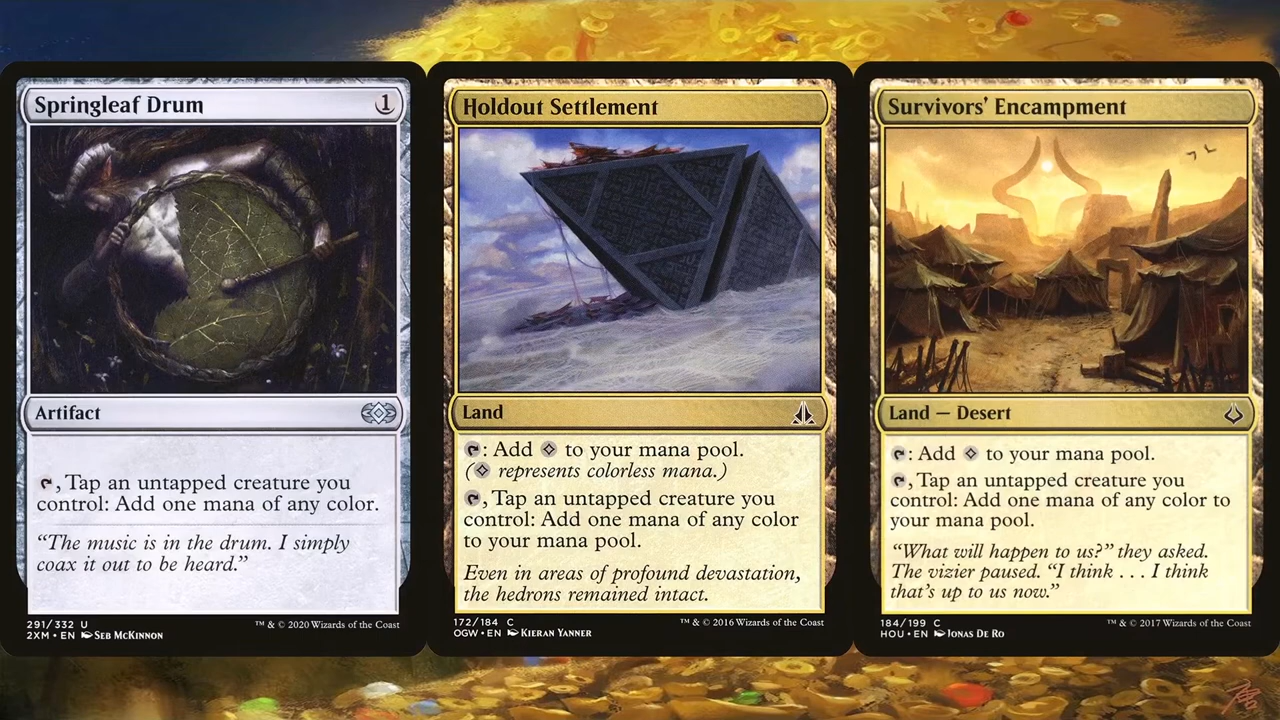 Springleaf Drum 1
Artifact
, Tap an untapped creature you
control: Add one mana of any color.
“The music is in the drum. I simply
coax it out to be heard.”
291/332 U
2XM • EN Seb McKinnon
™ & © 2020 Wizards of the Coast
Holdout Settlement
Land
: Add to your mana pool.
( represents colorless mana.)
, Tap an untapped creature you
control: Add one mana of any color
to your mana pool.
Even in areas of profound devastation,
the hedrons remained intact.
172/184 C
OGW • EN Kieran Yanner
™ & © 2016 Wizards of the Coast
Survivors’ Encampment
Land — Desert
: Add to your mana pool.
, Tap an untapped creature you
control: Add one mana of any color to
your mana pool.
“What will happen to us?” they asked.
The vizier paused. “I think . . . I think
that’s up to us now.”
184/199 C
HOU • EN Jonas De Ro
™ & © 2017 Wizards of the Coast